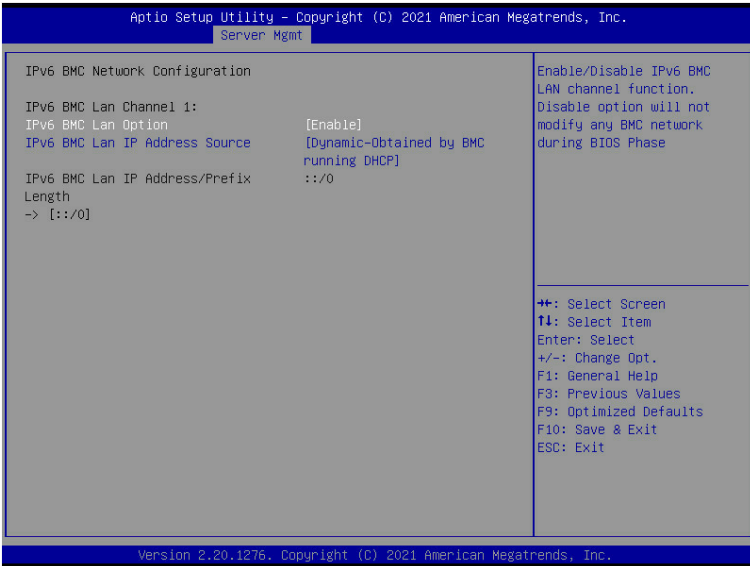 Aptio Setup Utility – Copyright (C) 2021 American Megatrends, Inc.
Server Mgmt
IPv6 BMC Network Configuration
IPv6 BMC Lan Channel 1:
IPv6 BMC Lan Option [Enable]
IPv6 BMC Lan IP Address Source [Dynamic-Obtained by BMC
running DHCP]
IPv6 BMC Lan IP Address/Prefix ::/0
Length
-> [::/0]
Enable/Disable IPv6 BMC
LAN channel function.
Disable option will not
modify any BMC network
during BIOS Phase
→←: Select Screen
↑↓: Select Item
Enter: Select
+/-: Change Opt.
F1: General Help
F3: Previous Values
F9: Optimized Defaults
F10: Save & Exit
ESC: Exit
Version 2.20.1276. Copyright (C) 2021 American Megatrends, Inc.